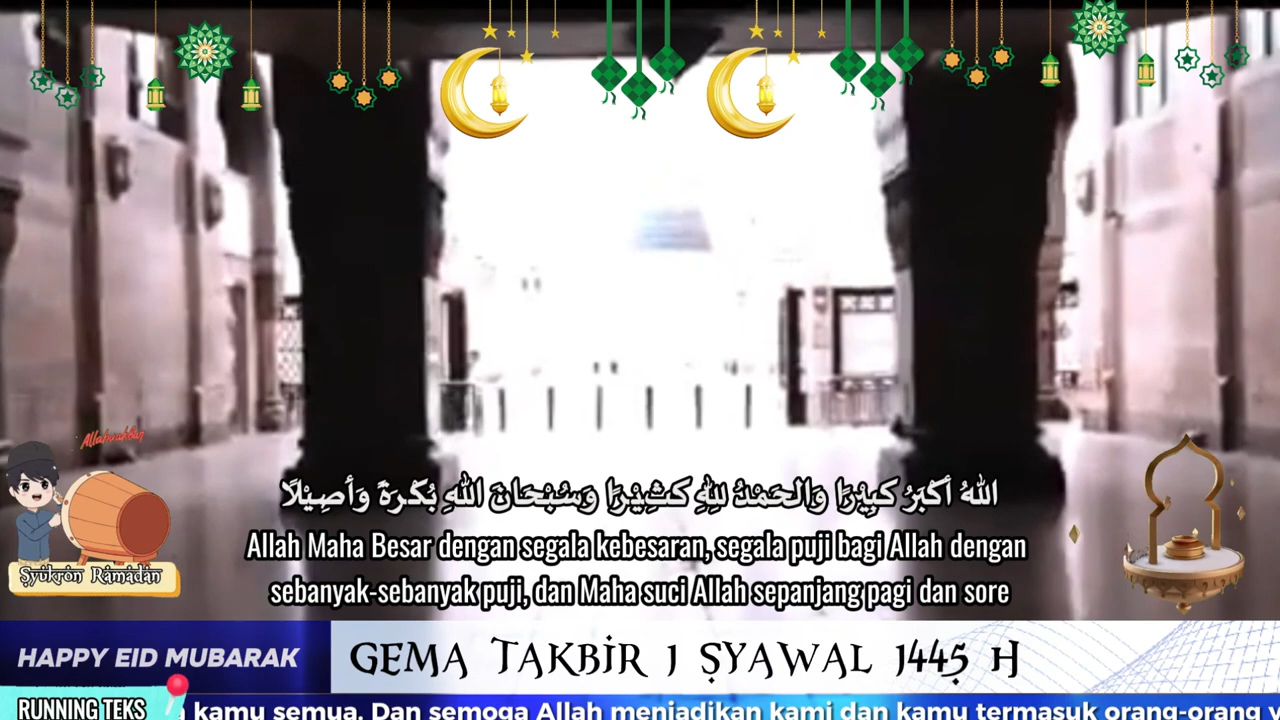 Allahuakbar
Syukron Ramadan
اللهُ أَكْبَرُ كَبِيْرًا وَالْحَمْدُ لِلّٰهِ كَثِيْرًا وَسُبْحَانَ اللهِ بُكْرَةً وَأَصِيْلًا
Allah Maha Besar dengan segala kebesaran, segala puji bagi Allah dengan
sebanyak-sebanyak puji, dan Maha suci Allah sepanjang pagi dan sore
HAPPY EID MUBARAK
GEMA TAKBIR 1 SYAWAL 1445 H
RUNNING TEKS
kamu semua. Dan semoga Allah menjadikan kami dan kamu termasuk orang-orang